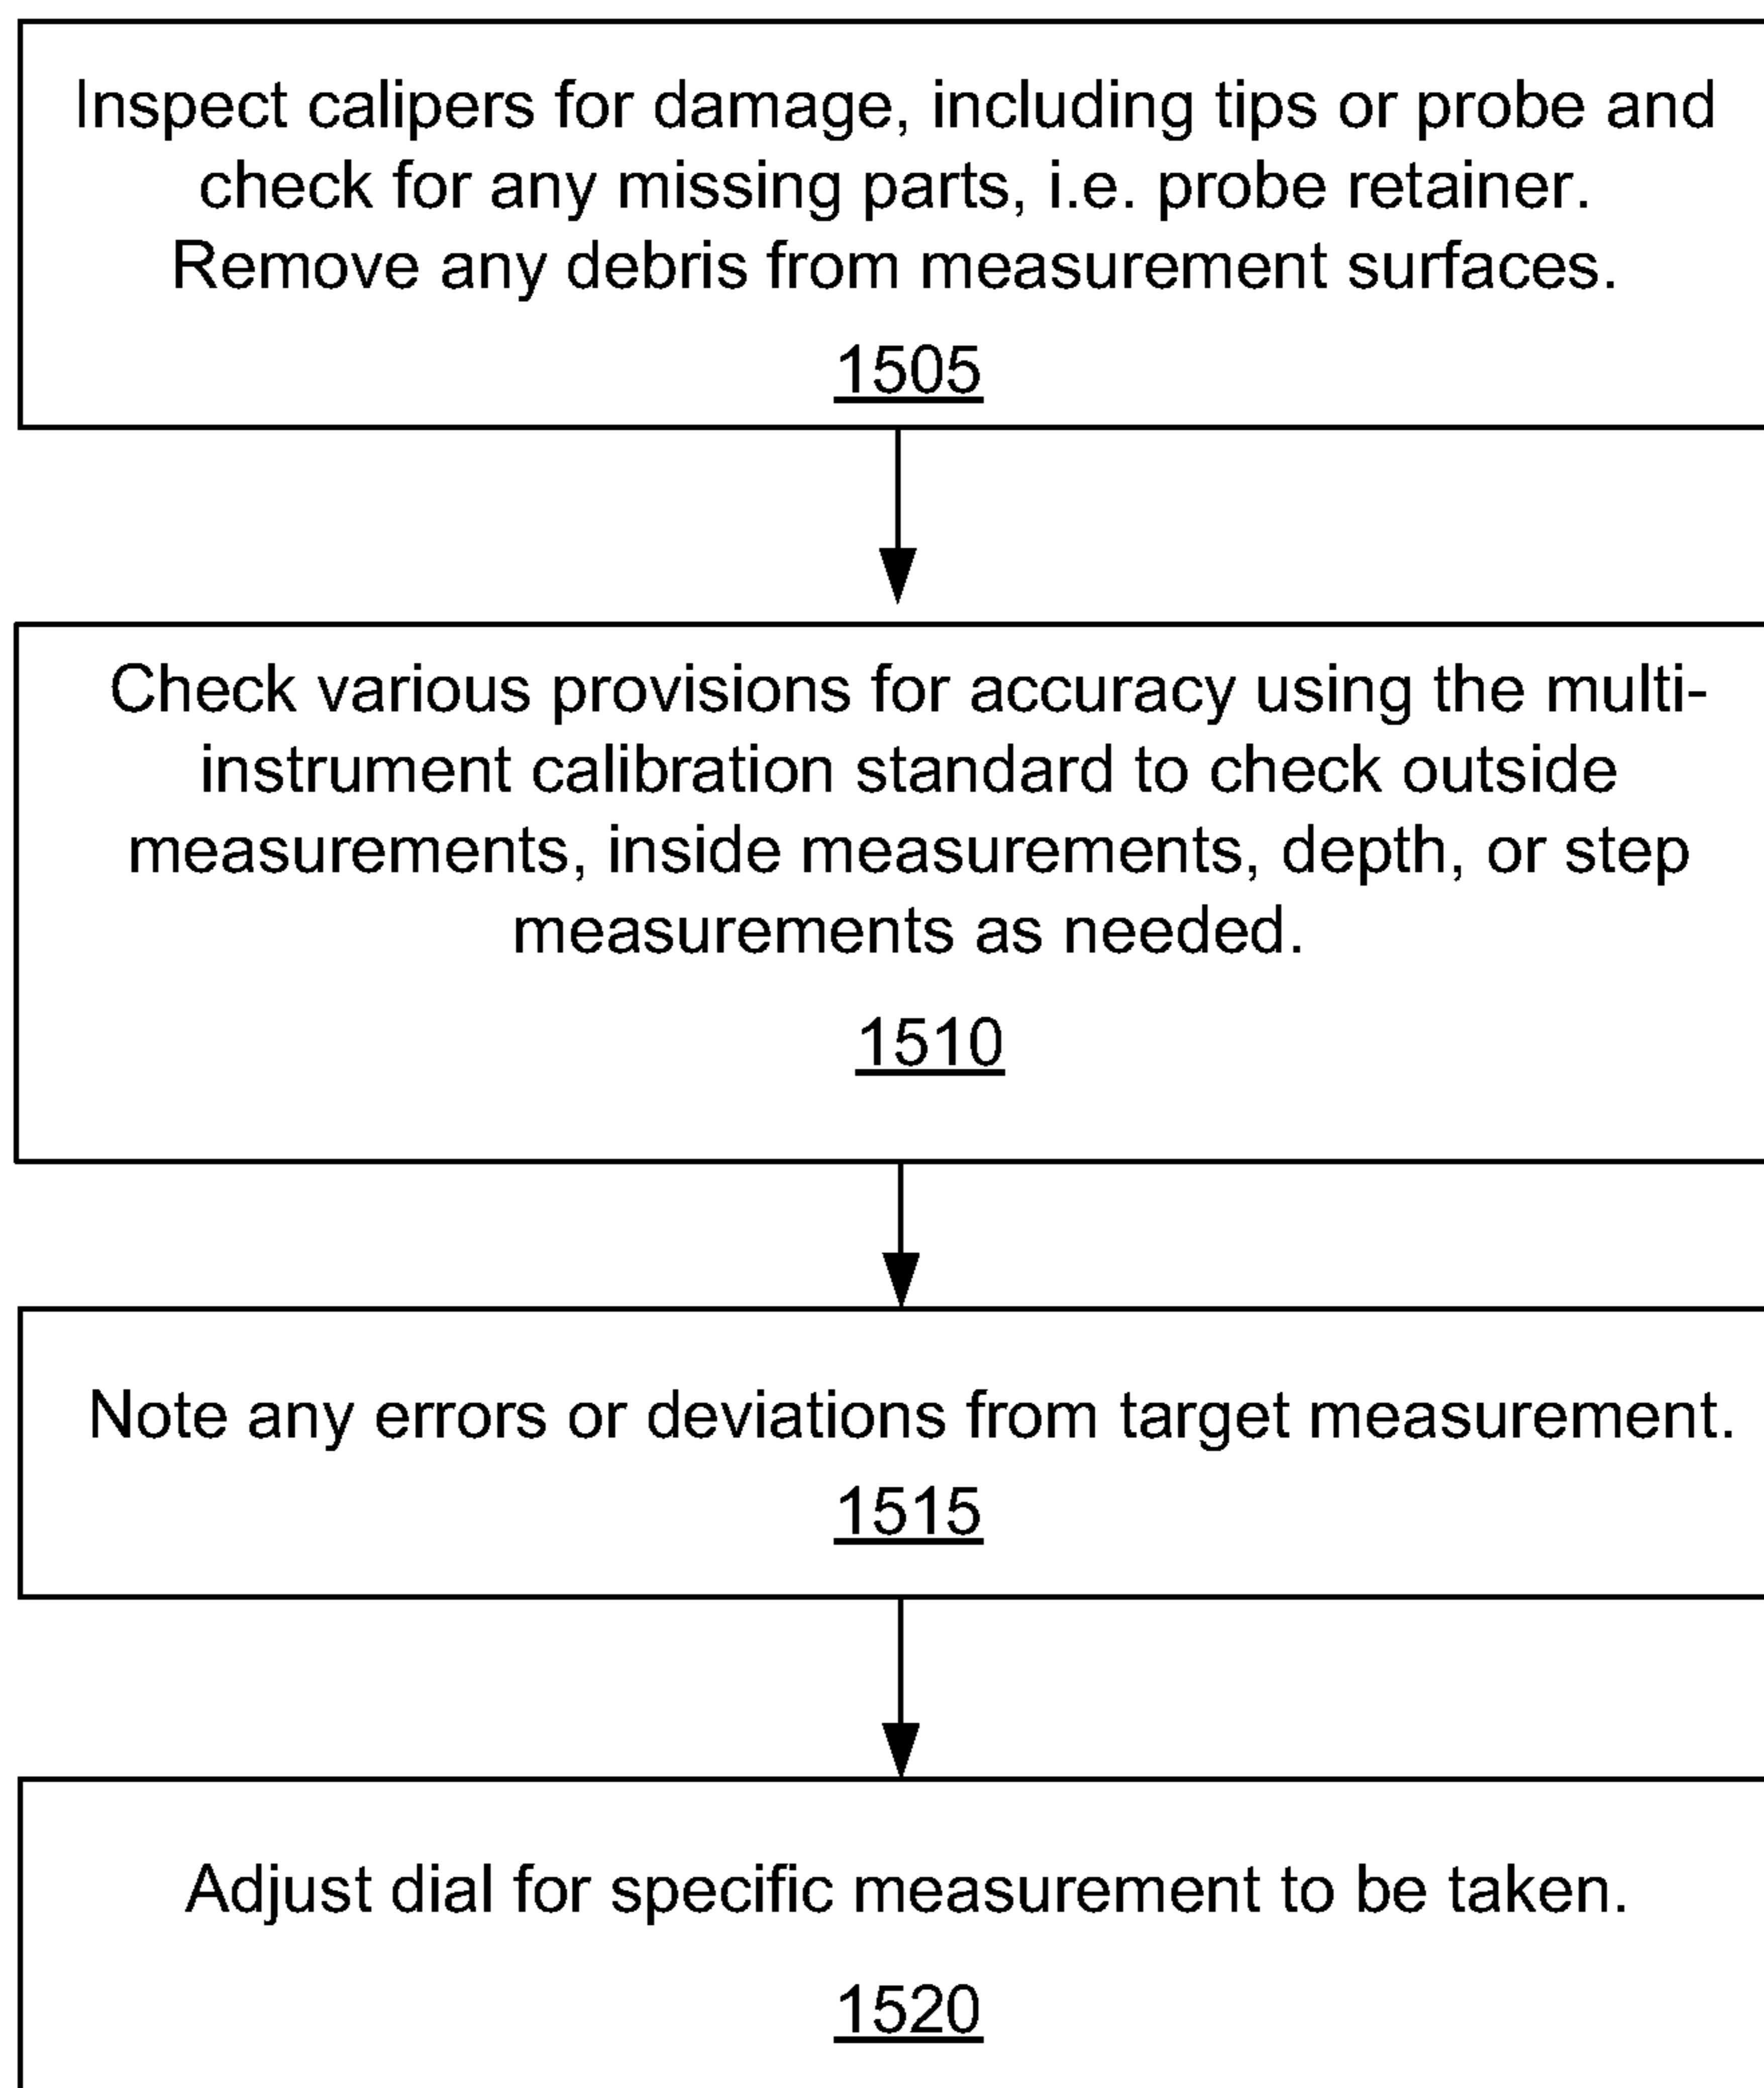 Inspect calipers for damage, including tips or probe and
check for any missing parts, i.e. probe retainer.
Remove any debris from measurement surfaces.
1505
Check various provisions for accuracy using the multi-
instrument calibration standard to check outside
measurements, inside measurements, depth, or step
measurements as needed.
1510
Note any errors or deviations from target measurement.
1515
Adjust dial for specific measurement to be taken.
1520